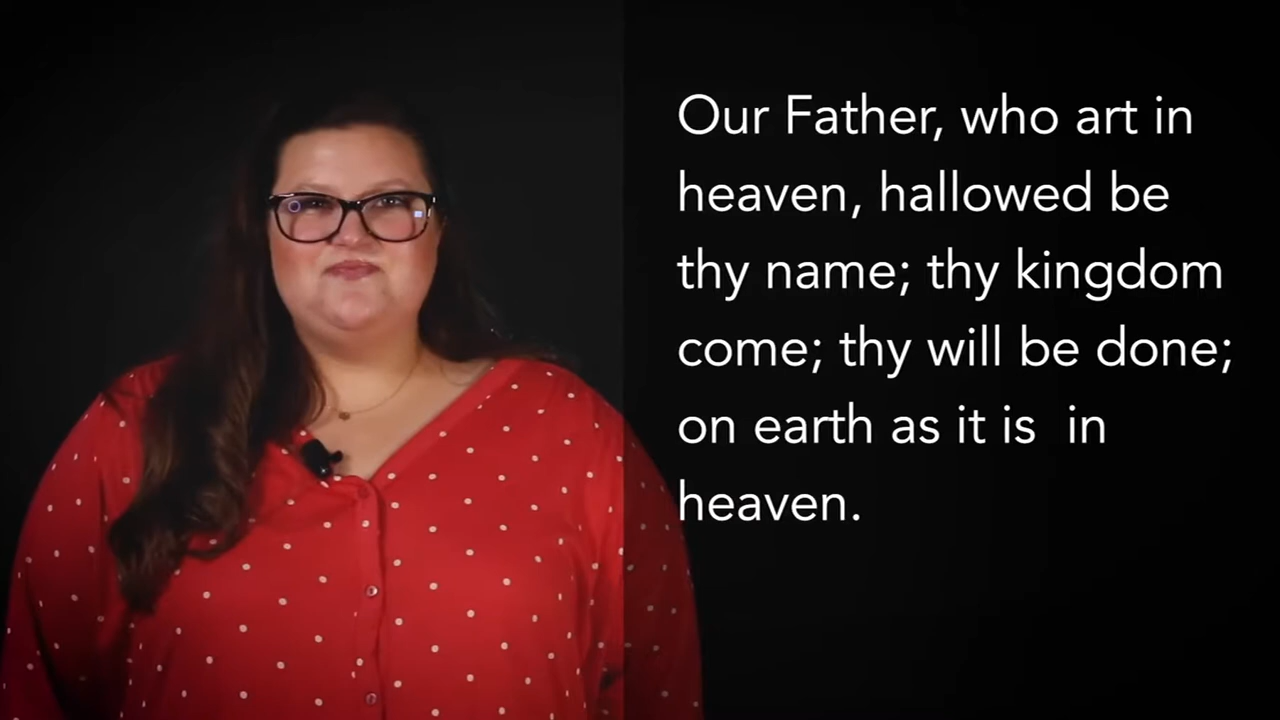 Our Father, who art in
heaven, hallowed be
thy name; thy kingdom
come; thy will be done;
on earth as it is  in
heaven.